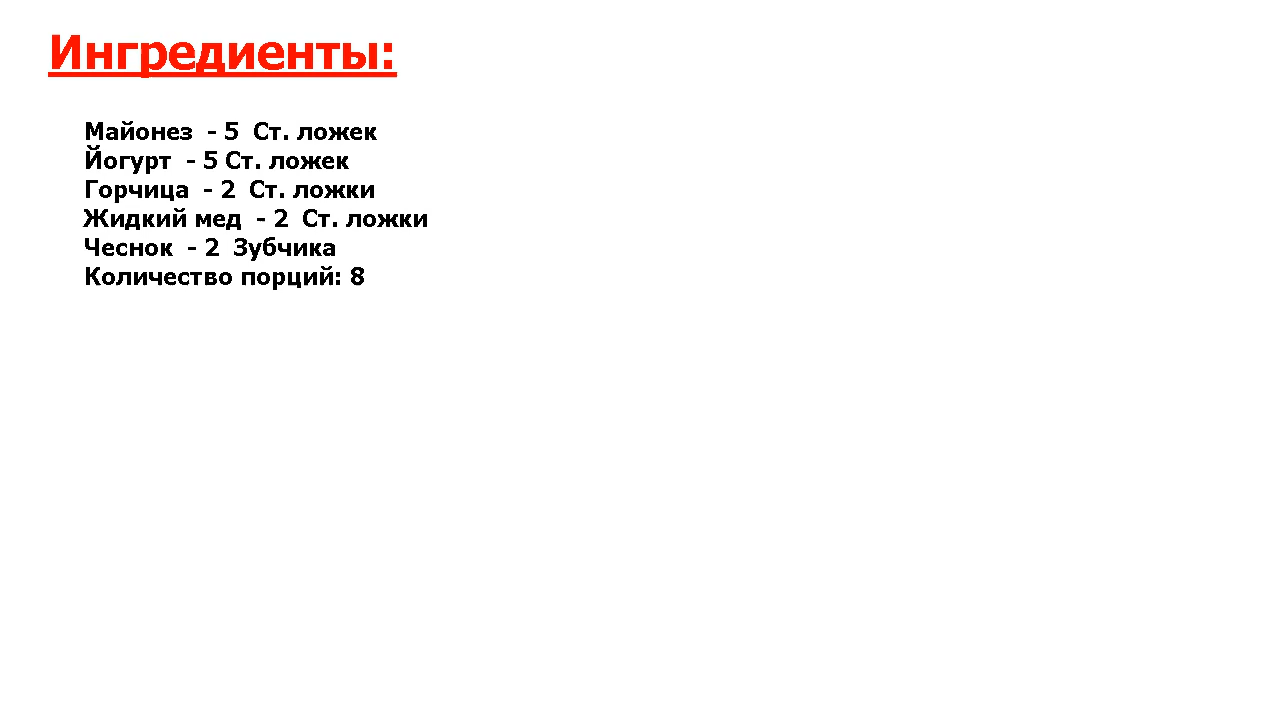 Ингредиенты:
Майонез  - 5  Ст. ложек
Йогурт  - 5 Ст. ложек
Горчица  - 2  Ст. ложки
Жидкий мед  - 2  Ст. ложки
Чеснок  - 2  Зубчика
Количество порций: 8